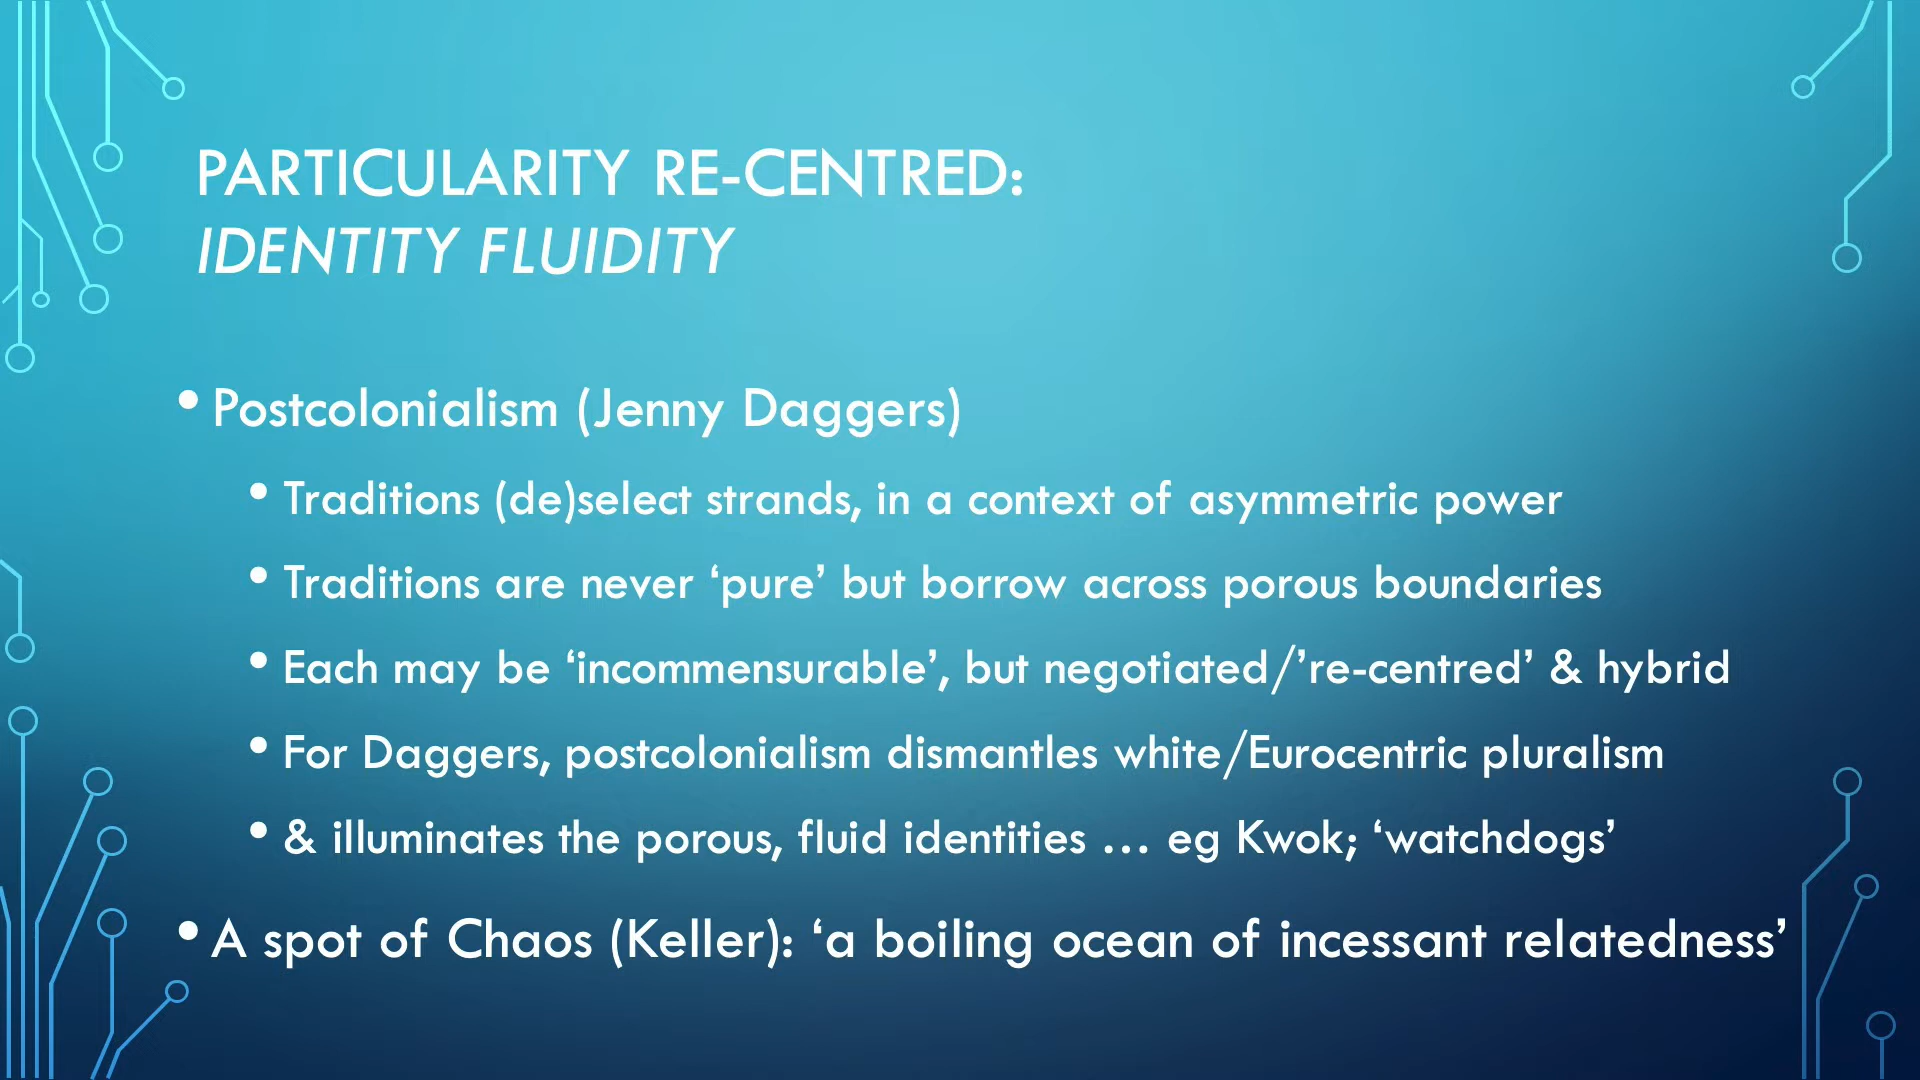 PARTICULARITY RE-CENTRED:
IDENTITY FLUIDITY
• Postcolonialism (Jenny Daggers)
• Traditions (de)select strands, in a context of asymmetric power
• Traditions are never ‘pure’ but borrow across porous boundaries
• Each may be ‘incommensurable’, but negotiated/’re-centred’ & hybrid
• For Daggers, postcolonialism dismantles white/Eurocentric pluralism
• & illuminates the porous, fluid identities … eg Kwok; ‘watchdogs’
• A spot of Chaos (Keller): ‘a boiling ocean of incessant relatedness’